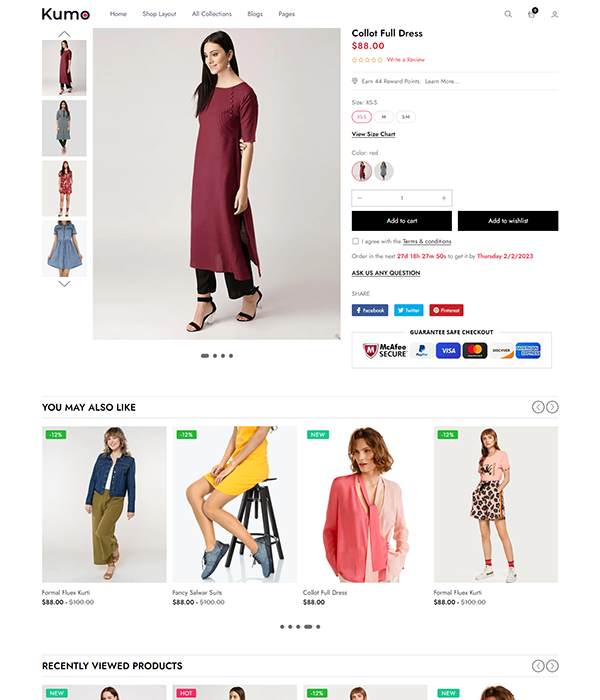 Kumo
Home
Shop Layout
All Collections
Blogs
Pages
0
Collot Full Dress
$88.00
Write a Review
Earn 44 Reward Points. Learn More...
Size: XS-S
XS-S
M
S-M
View Size Chart
Color: red
1
Add to cart
Add to wishlist
I agree with the Terms & conditions
Order in the next 27d 18h 27m 50s to get it by Thursday 2/2/2023
ASK US ANY QUESTION
SHARE
Facebook
Twitter
Pinterest
GUARANTEE SAFE CHECKOUT
McAfee SECURE
PayPal
VISA
MasterCard
DISCOVER
AMERICAN EXPRESS
YOU MAY ALSO LIKE
-12%
-12%
NEW
-12%
Formal Fluex Kurti
$88.00 - $100.00
Fancy Salwar Suits
$88.00 - $100.00
Collot Full Dress
$88.00
Formal Fluex Kurti
$88.00 - $100.00
RECENTLY VIEWED PRODUCTS
NEW
HOT
-12%
NEW